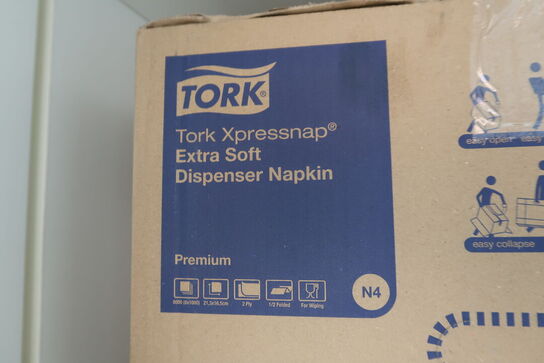 TORK®
Tork Xpressnap®
Extra Soft
Dispenser Napkin
Premium
2 Ply
1/2 Folded
For Wiping
N4
easy open
easy collapse